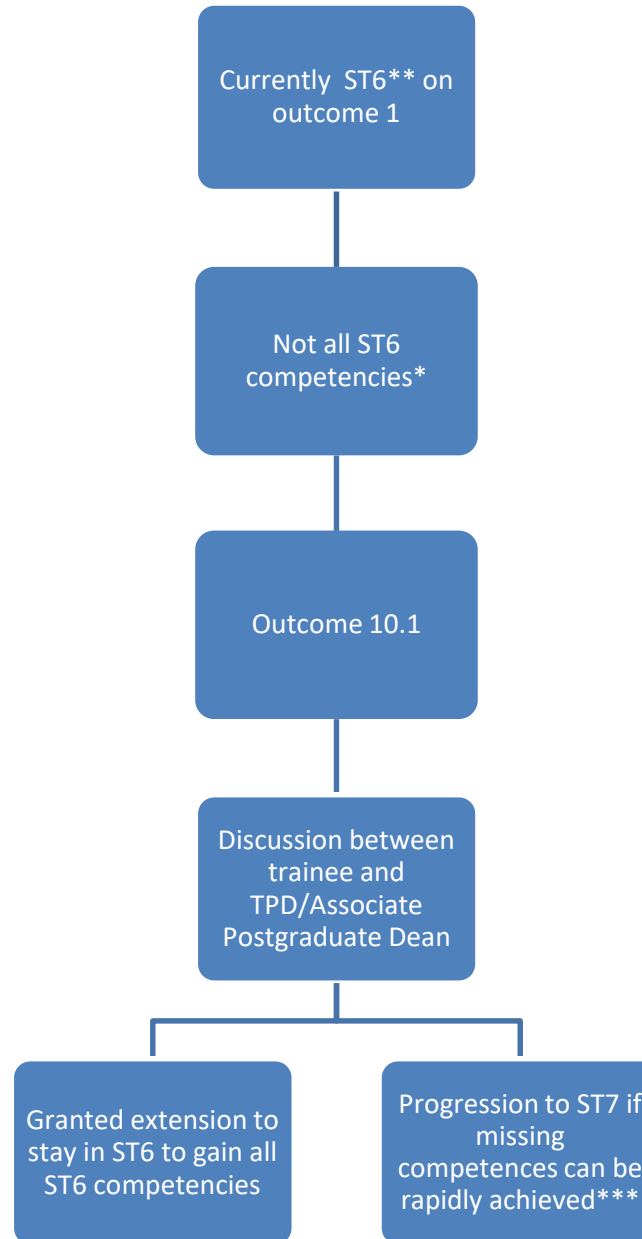 Currently ST6** on
outcome 1
Not all ST6
competencies*
Outcome 10.1
Discussion between
trainee and
TPD/Associate
Postgraduate Dean
Granted extension to
stay in ST6 to gain all
ST6 competencies
Progression to ST7 if
missing
competences can be
rapidly achieved***